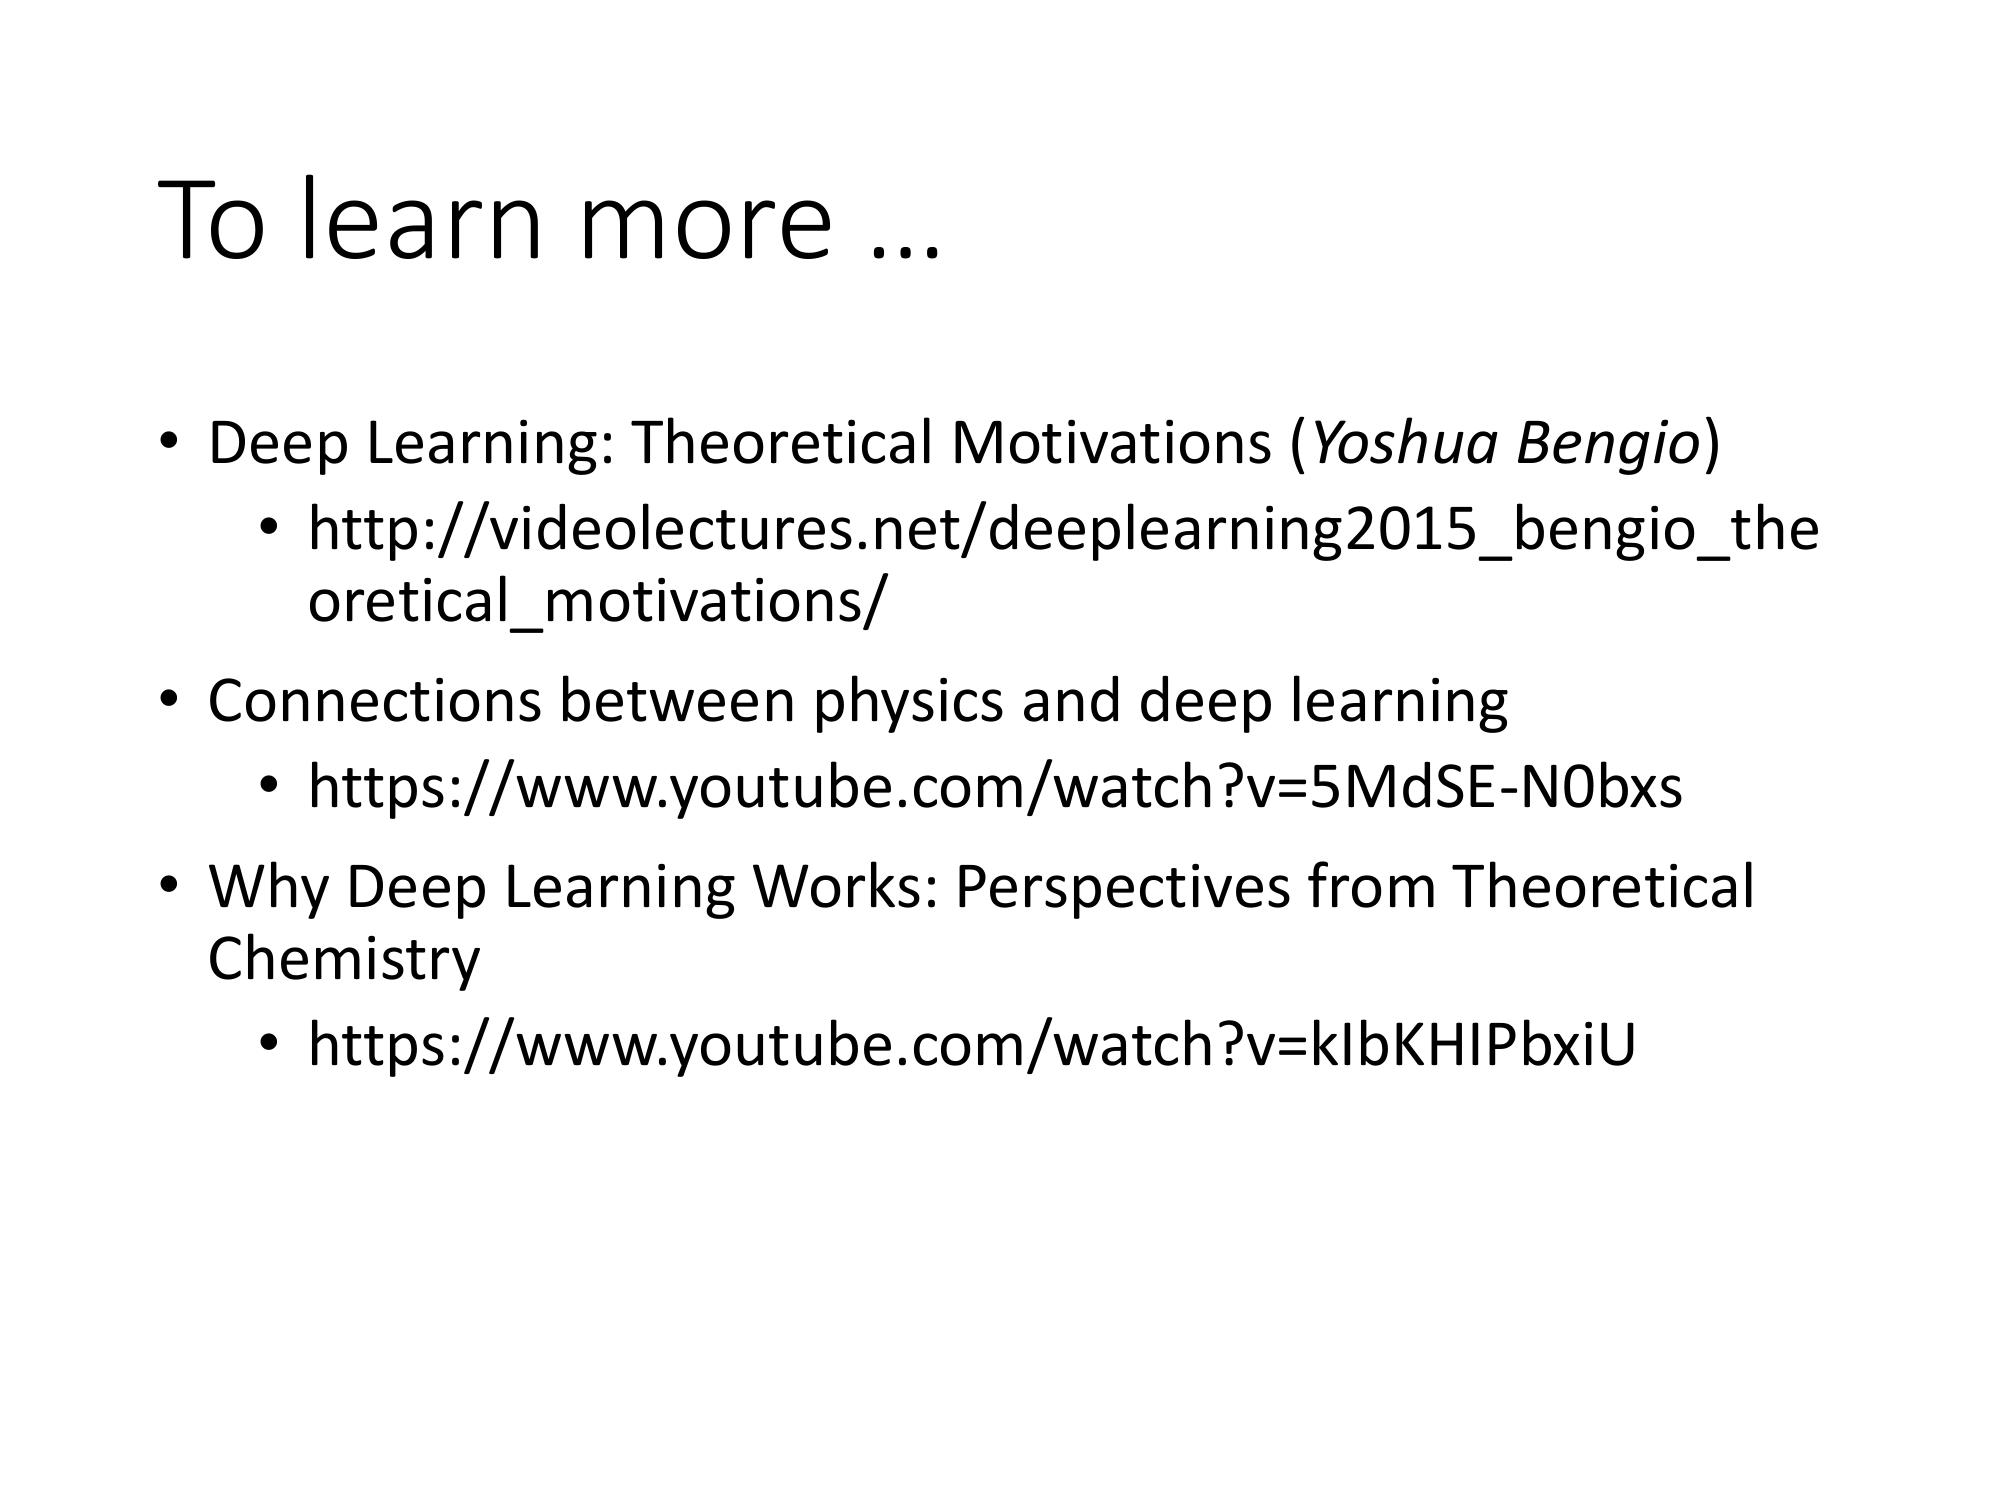 To learn more …
• Deep Learning: Theoretical Motivations (Yoshua Bengio)
• http://videolectures.net/deeplearning2015_bengio_the
oretical_motivations/
• Connections between physics and deep learning
• https://www.youtube.com/watch?v=5MdSE-N0bxs
• Why Deep Learning Works: Perspectives from Theoretical
Chemistry
• https://www.youtube.com/watch?v=kIbKHIPbxiU